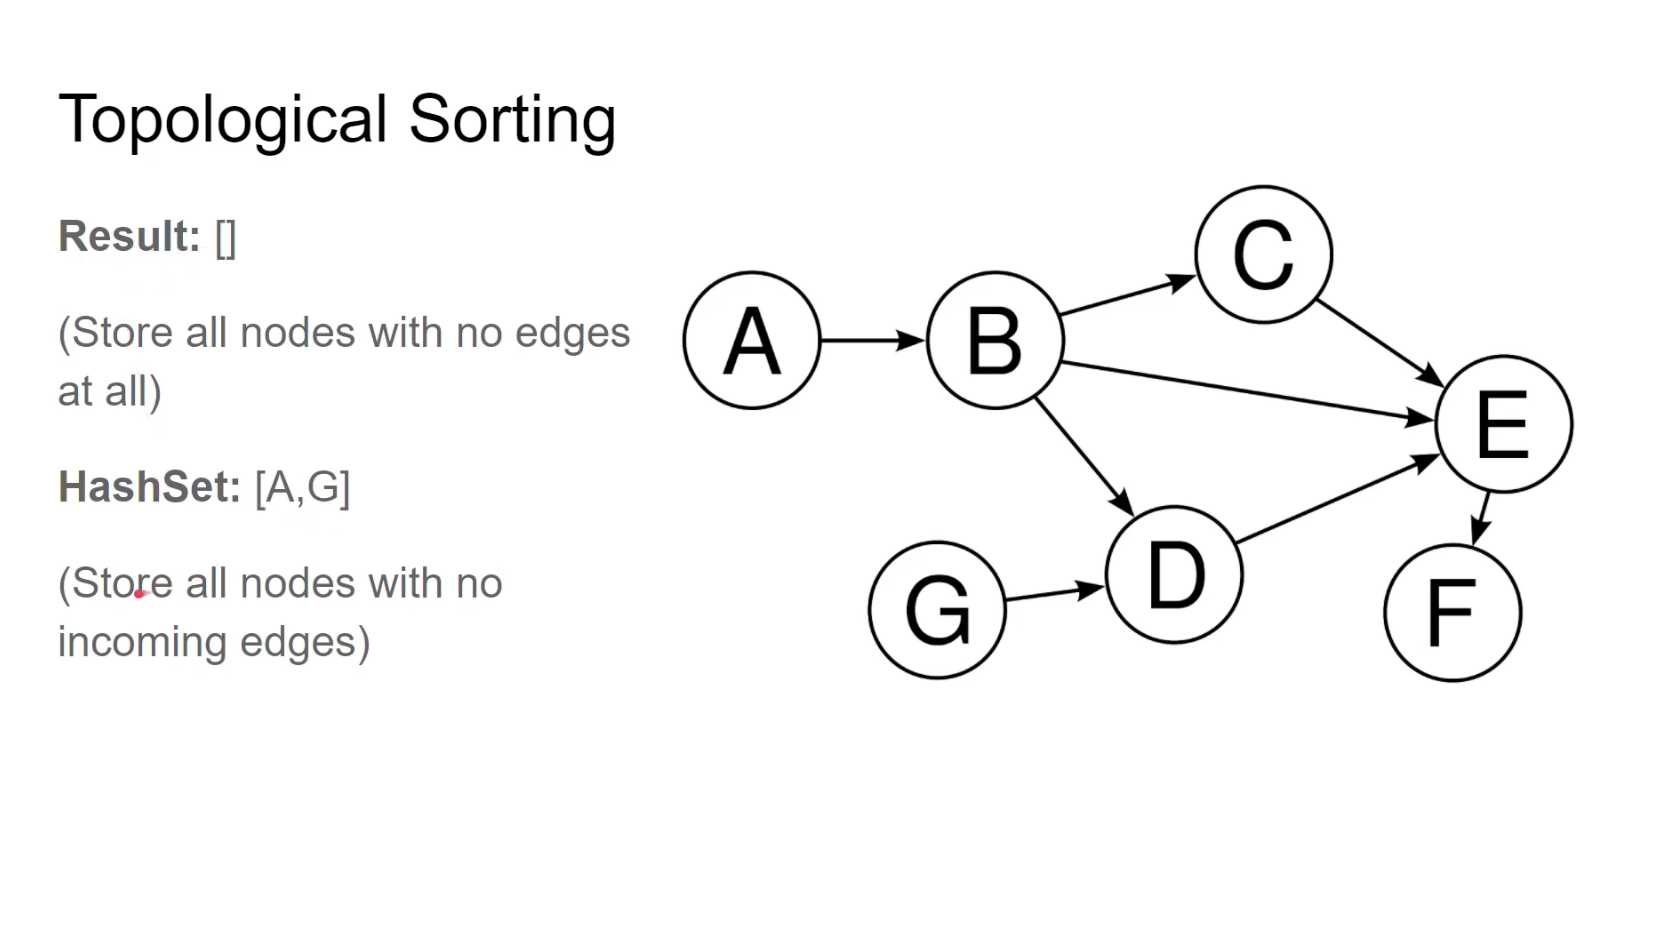 Topological Sorting
Result: []
(Store all nodes with no edges
at all)
HashSet: [A,G]
(Store all nodes with no
incoming edges)
A
B
C
E
D
G
F